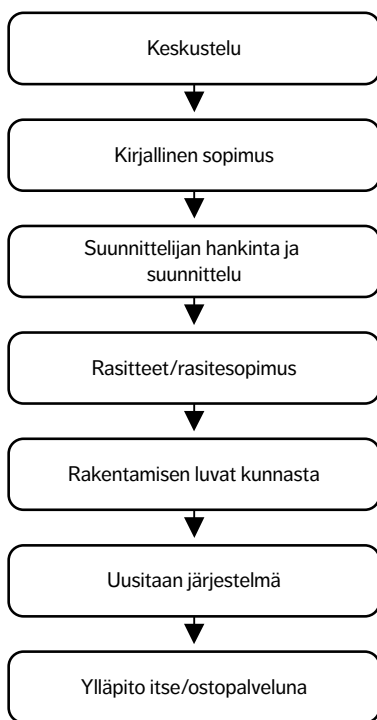 Keskustelu
Kirjallinen sopimus
Suunnittelijan hankinta ja
suunnittelu
Rasitteet/rasitesopimus
Rakentamisen luvat kunnasta
Uusitaan järjestelmä
Ylläpito itse/ostopalveluna